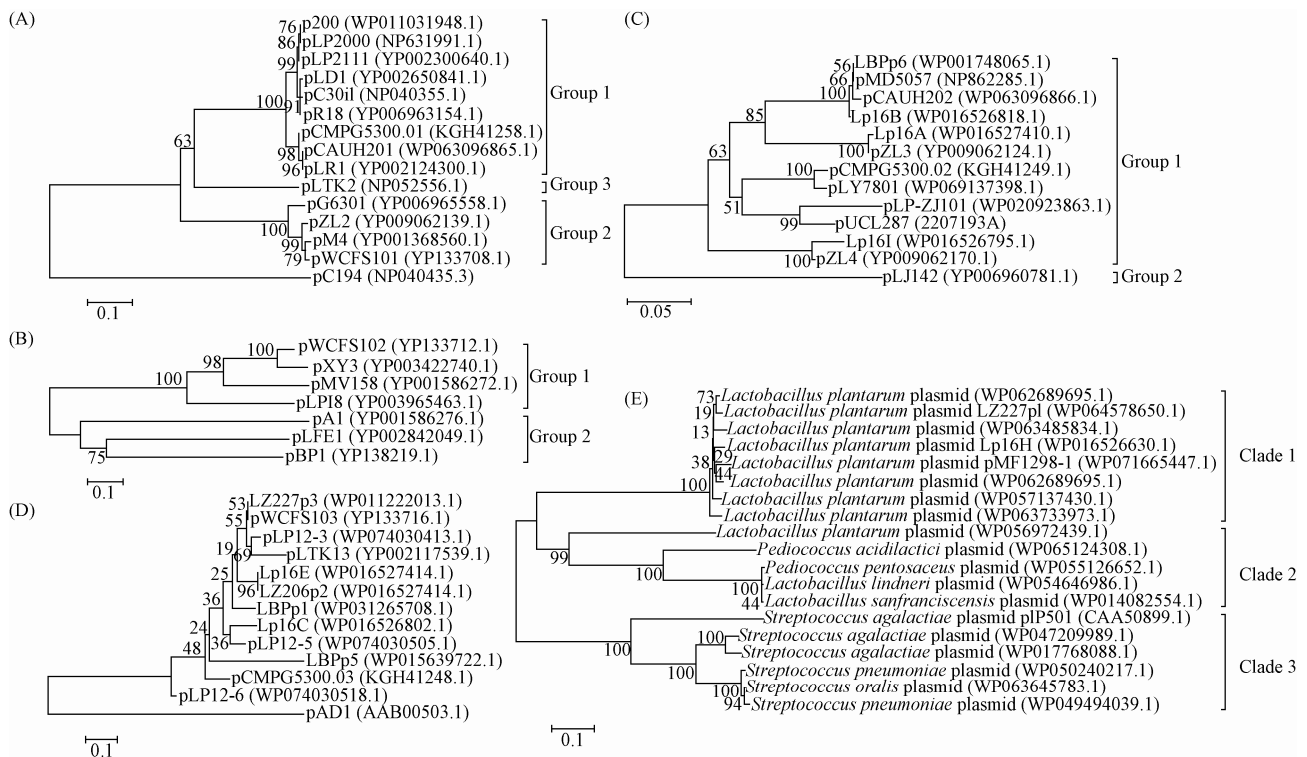 (A)
76 p200 (WP011031948.1)
86 pLP2000 (NP631991.1)
pLP2111 (YP002300640.1)
99
pLD1 (YP002650841.1)
pC30il (NP040355.1)
100 91
pR18 (YP006963154.1)
pCMPG5300.01 (KGH41258.1)
pCAUH201 (WP063096865.1)
98
pLR1 (YP002124300.1)
96
63
pLTK2 (NP052556.1)
pG6301 (YP006965558.1)
pZL2 (YP009062139.1)
100
pM4 (YP001368560.1)
99
pWCFS101 (YP133708.1)
79
pC194 (NP040435.3)
Group 1
Group 3
Group 2
0.1
(B)
100 pWCFS102 (YP133712.1)
98 pXY3 (YP003422740.1)
100 pMV158 (YP001586272.1)
pLPI8 (YP003965463.1)
pA1 (YP001586276.1)
pLFE1 (YP002842049.1)
75 pBP1 (YP138219.1)
Group 1
Group 2
0.1
(C)
56 LBPp6 (WP001748065.1)
66 pMD5057 (NP862285.1)
100 pCAUH202 (WP063096866.1)
Lp16B (WP016526818.1)
85
Lp16A (WP016527410.1)
100 pZL3 (YP009062124.1)
63
100 pCMPG5300.02 (KGH41249.1)
pLY7801 (WP069137398.1)
51
pLP-ZJ101 (WP020923863.1)
99 pUCL287 (2207193A)
Lp16I (WP016526795.1)
100 pZL4 (YP009062170.1)
pLJ142 (YP006960781.1)
Group 1
Group 2
0.05
(D)
53 LZ227p3 (WP011222013.1)
55 pWCFS103 (YP133716.1)
pLP12-3 (WP074030413.1)
19 69
pLTK13 (YP002117539.1)
25 Lp16E (WP016527414.1)
96 LZ206p2 (WP016527414.1)
36 LBPp1 (WP031265708.1)
24 Lp16C (WP016526802.1)
36 pLP12-5 (WP074030505.1)
48 LBPp5 (WP015639722.1)
pCMPG5300.03 (KGH41248.1)
pLP12-6 (WP074030518.1)
pAD1 (AAB00503.1)
0.1
(E)
73 Lactobacillus plantarum plasmid (WP062689695.1)
19 Lactobacillus plantarum plasmid LZ227pl (WP064578650.1)
13 Lactobacillus plantarum plasmid (WP063485834.1)
Lactobacillus plantarum plasmid Lp16H (WP016526630.1)
38 29 Lactobacillus plantarum plasmid pMF1298-1 (WP071665447.1)
44 Lactobacillus plantarum plasmid (WP062689695.1)
100 Lactobacillus plantarum plasmid (WP057137430.1)
Lactobacillus plantarum plasmid (WP063733973.1)
Lactobacillus plantarum plasmid (WP056972439.1)
99 Pediococcus acidilactici plasmid (WP065124308.1)
100 Pediococcus pentosaceus plasmid (WP055126652.1)
100 Lactobacillus lindneri plasmid (WP054646986.1)
44 Lactobacillus sanfranciscensis plasmid (WP014082554.1)
Streptococcus agalactiae plasmid pIP501 (CAA50899.1)
100 Streptococcus agalactiae plasmid (WP047209989.1)
100 Streptococcus agalactiae plasmid (WP017768088.1)
100 Streptococcus pneumoniae plasmid (WP050240217.1)
100 Streptococcus oralis plasmid (WP063645783.1)
94 Streptococcus pneumoniae plasmid (WP049494039.1)
Clade 1
Clade 2
Clade 3
0.1